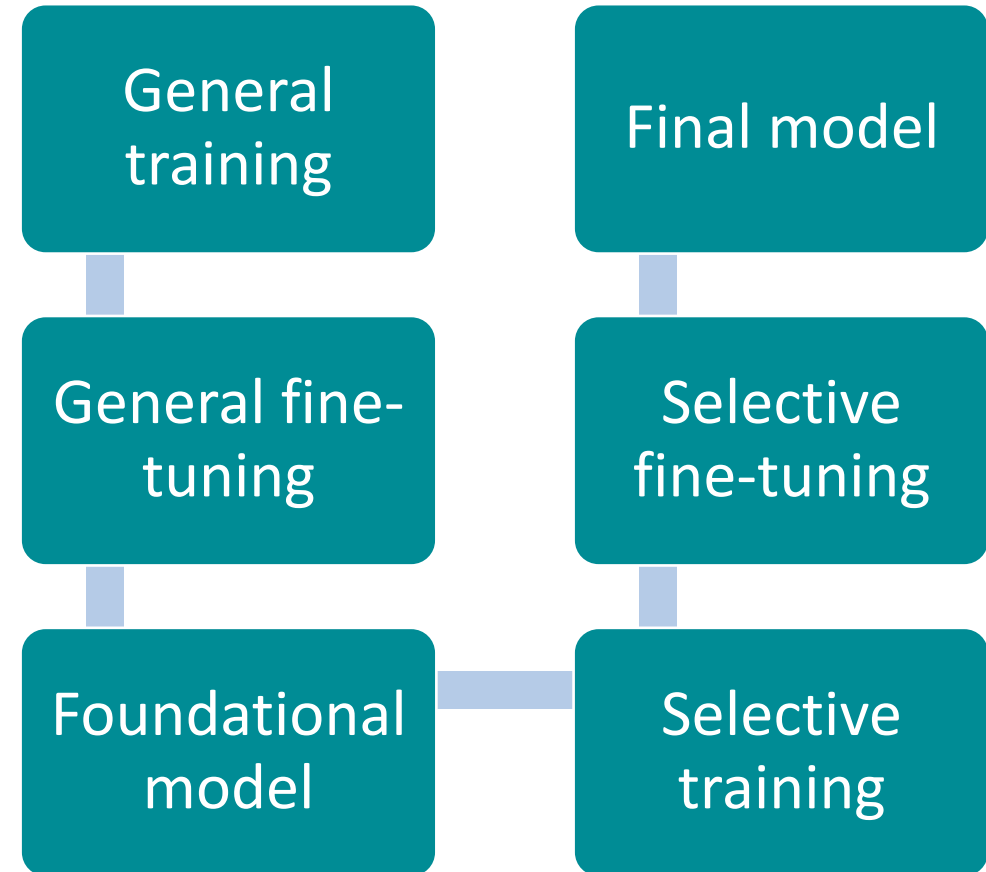 General
training
General fine-
tuning
Foundational
model
Selective
training
Selective
fine-tuning
Final model